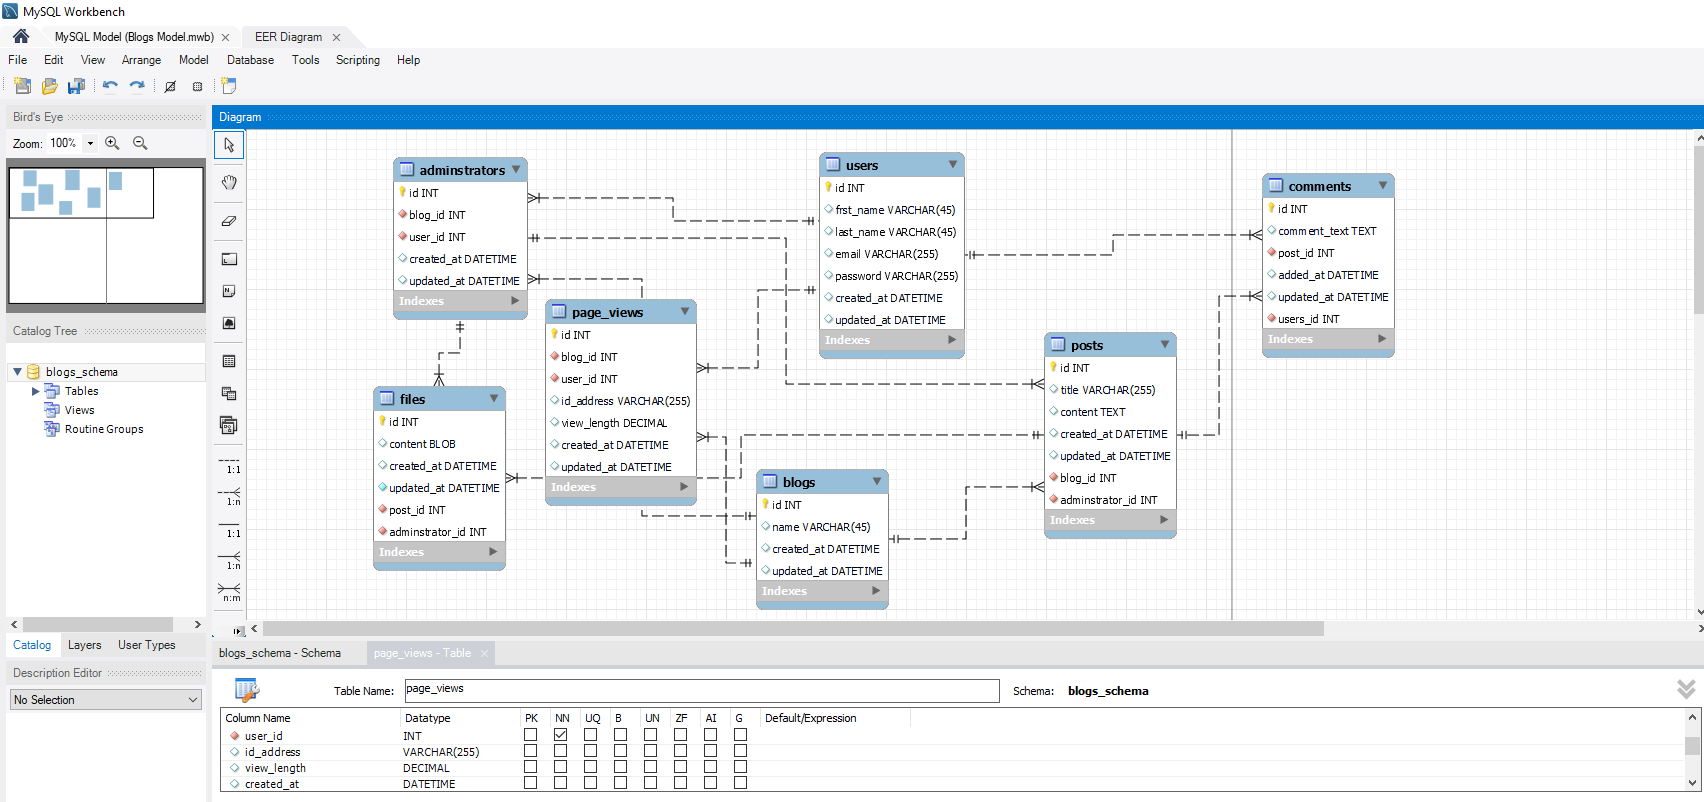 MySQL Workbench
MySQL Model (Blogs Model.mwb)
EER Diagram
File Edit View Arrange Model Database Tools Scripting Help
Bird's Eye
Zoom: 100%
Catalog Tree
blogs_schema
Tables
Views
Routine Groups
Catalog Layers User Types
Description Editor
No Selection
Diagram
1:1
1:n
1:1
1:n
n:m
adminstrators
id INT
blog_id INT
user_id INT
created_at DATETIME
updated_at DATETIME
Indexes
users
id INT
frst_name VARCHAR(45)
last_name VARCHAR(45)
email VARCHAR(255)
password VARCHAR(255)
created_at DATETIME
updated_at DATETIME
Indexes
comments
id INT
comment_text TEXT
post_id INT
added_at DATETIME
updated_at DATETIME
users_id INT
Indexes
page_views
id INT
blog_id INT
user_id INT
id_address VARCHAR(255)
view_length DECIMAL
created_at DATETIME
updated_at DATETIME
Indexes
posts
id INT
title VARCHAR(255)
content TEXT
created_at DATETIME
updated_at DATETIME
blog_id INT
adminstrator_id INT
Indexes
files
id INT
content BLOB
created_at DATETIME
updated_at DATETIME
post_id INT
adminstrator_id INT
Indexes
blogs
id INT
name VARCHAR(45)
created_at DATETIME
updated_at DATETIME
Indexes
blogs_schema - Schema
page_views - Table
Table Name: page_views Schema: blogs_schema
Column Name Datatype PK NN UQ B UN ZF AI G Default/Expression
user_id INT
id_address VARCHAR(255)
view_length DECIMAL
created_at DATETIME